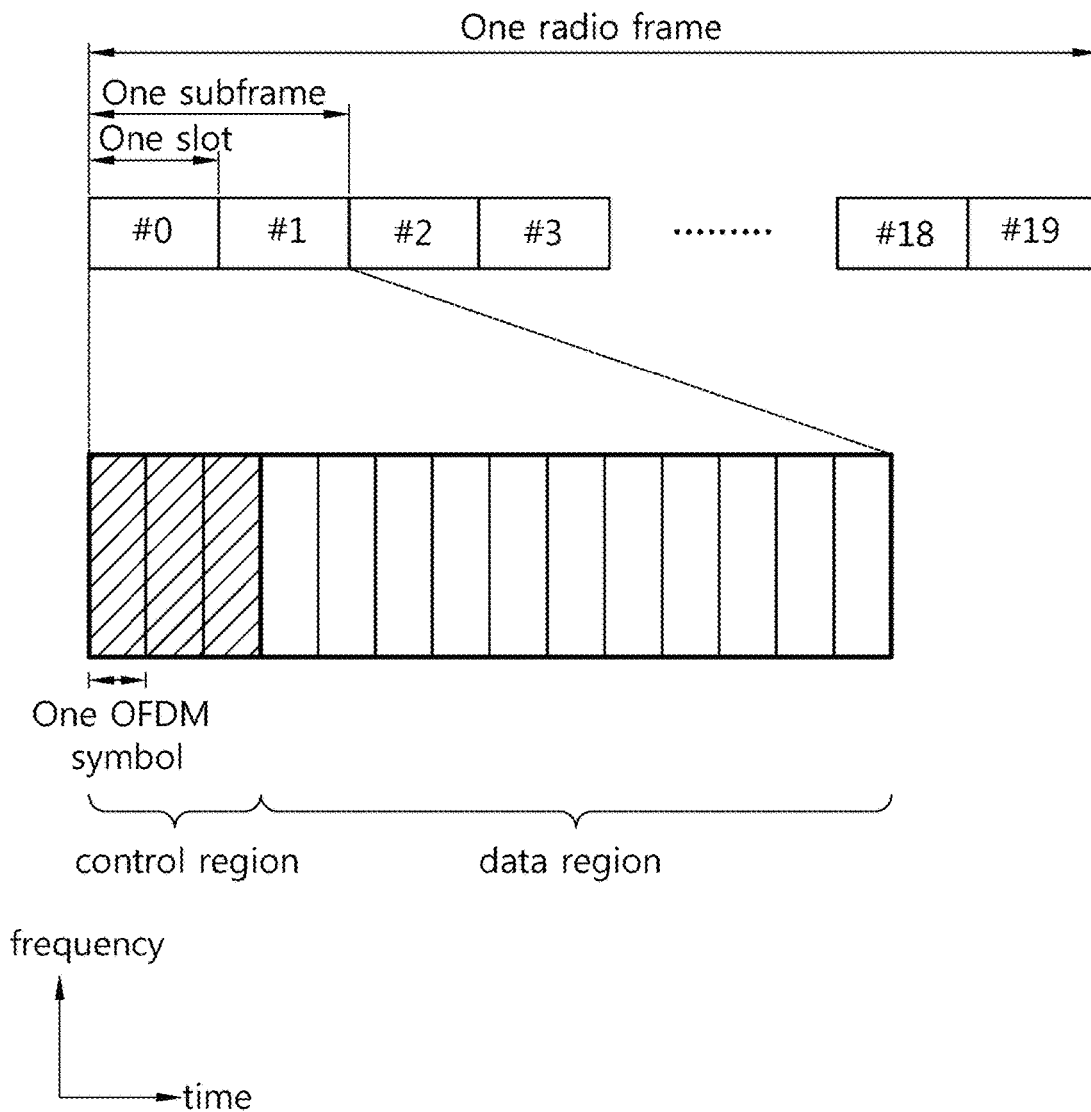 One radio frame
One subframe
One slot
#0 #1 #2 #3 ········· #18 #19
One OFDM
symbol
control region data region
frequency
time